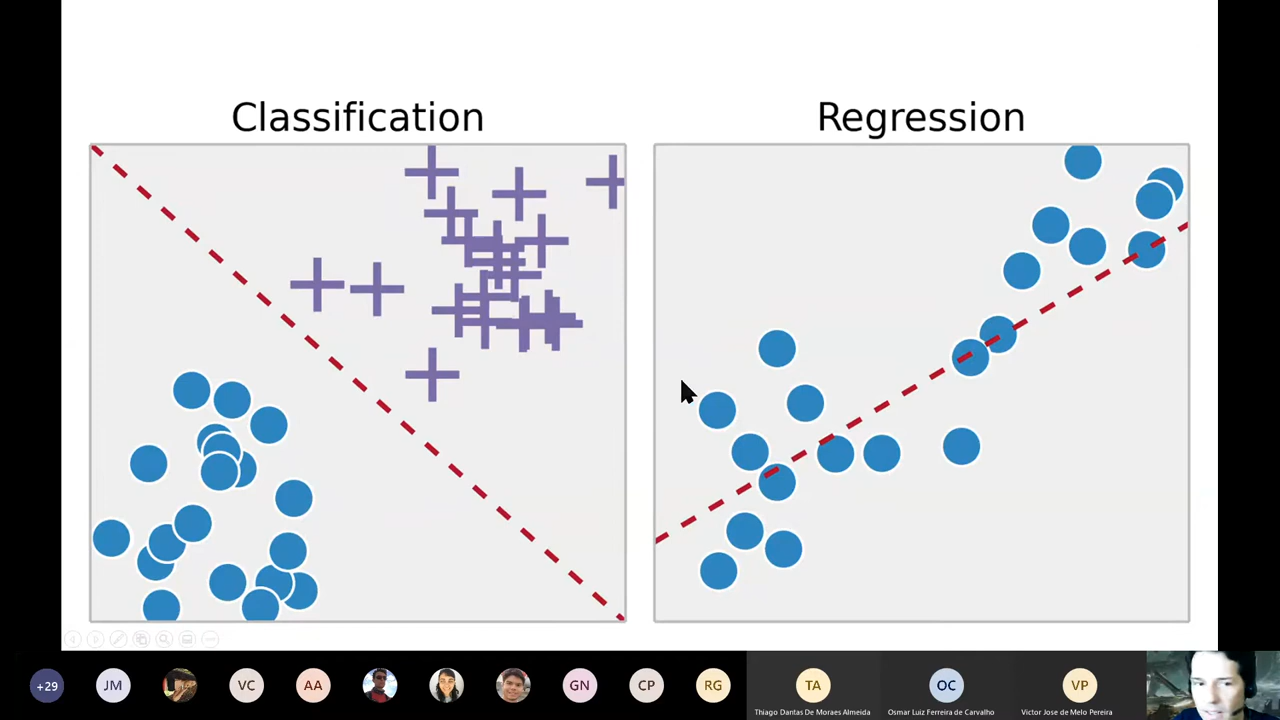 Classification
Regression
+29
JM
VC
AA
GN
CP
RG
TA
OC
VP
Thiago Dantas De Moraes Almeida
Osmar Luiz Ferreira de Carvalho
Victor Jose de Melo Pereira